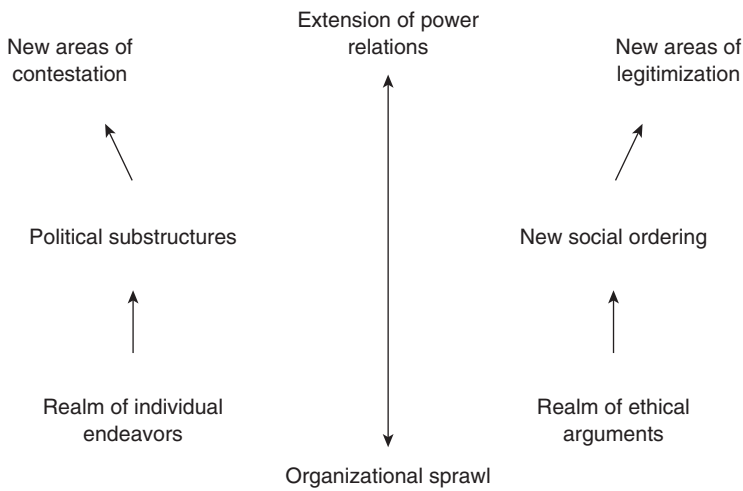 Extension of power
relations
New areas of
contestation
New areas of
legitimization
Political substructures
New social ordering
Realm of individual
endeavors
Realm of ethical
arguments
Organizational sprawl